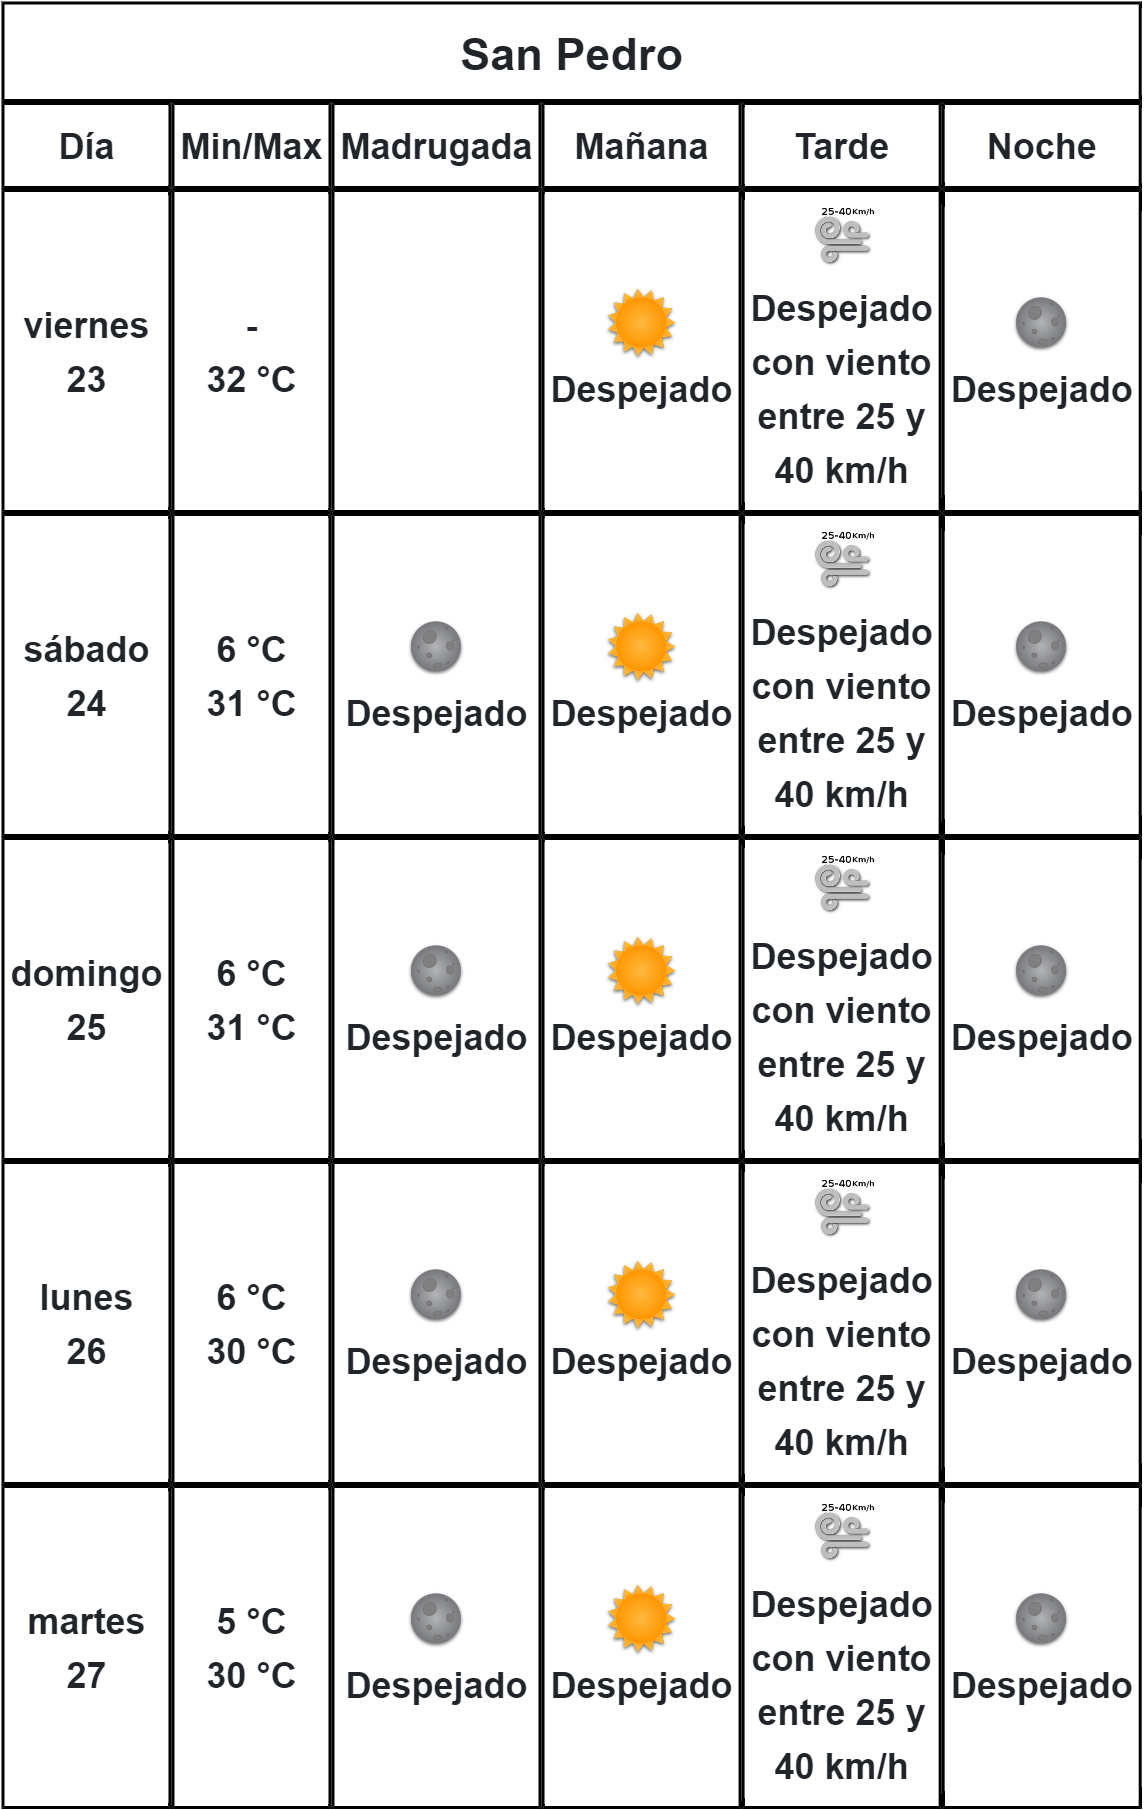 San Pedro
Día Min/Max Madrugada Mañana Tarde Noche
viernes
23
-
32 °C
Despejado
25-40Km/h
Despejado
con viento
entre 25 y
40 km/h
Despejado
sábado
24
6 °C
31 °C
Despejado
Despejado
25-40Km/h
Despejado
con viento
entre 25 y
40 km/h
Despejado
domingo
25
6 °C
31 °C
Despejado
Despejado
25-40Km/h
Despejado
con viento
entre 25 y
40 km/h
Despejado
lunes
26
6 °C
30 °C
Despejado
Despejado
25-40Km/h
Despejado
con viento
entre 25 y
40 km/h
Despejado
martes
27
5 °C
30 °C
Despejado
Despejado
25-40Km/h
Despejado
con viento
entre 25 y
40 km/h
Despejado